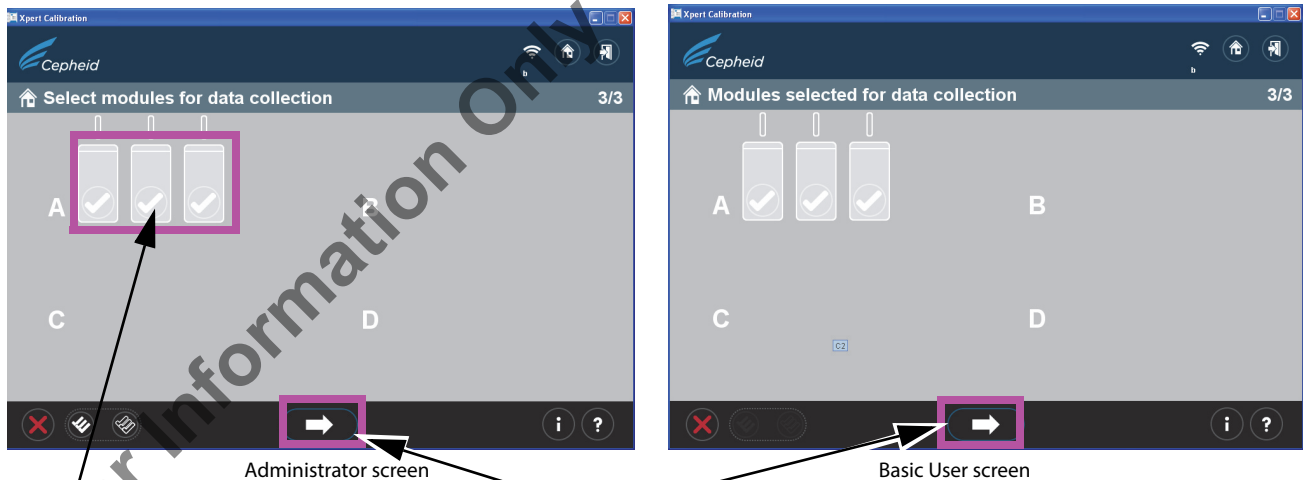 Xpert Calibration
Cepheid
b
Select modules for data collection
3/3
A
B
C
D
i
?
Administrator screen
Xpert Calibration
Cepheid
b
Modules selected for data collection
3/3
A
B
C
D
C2
i
?
Basic User screen
r Information Only